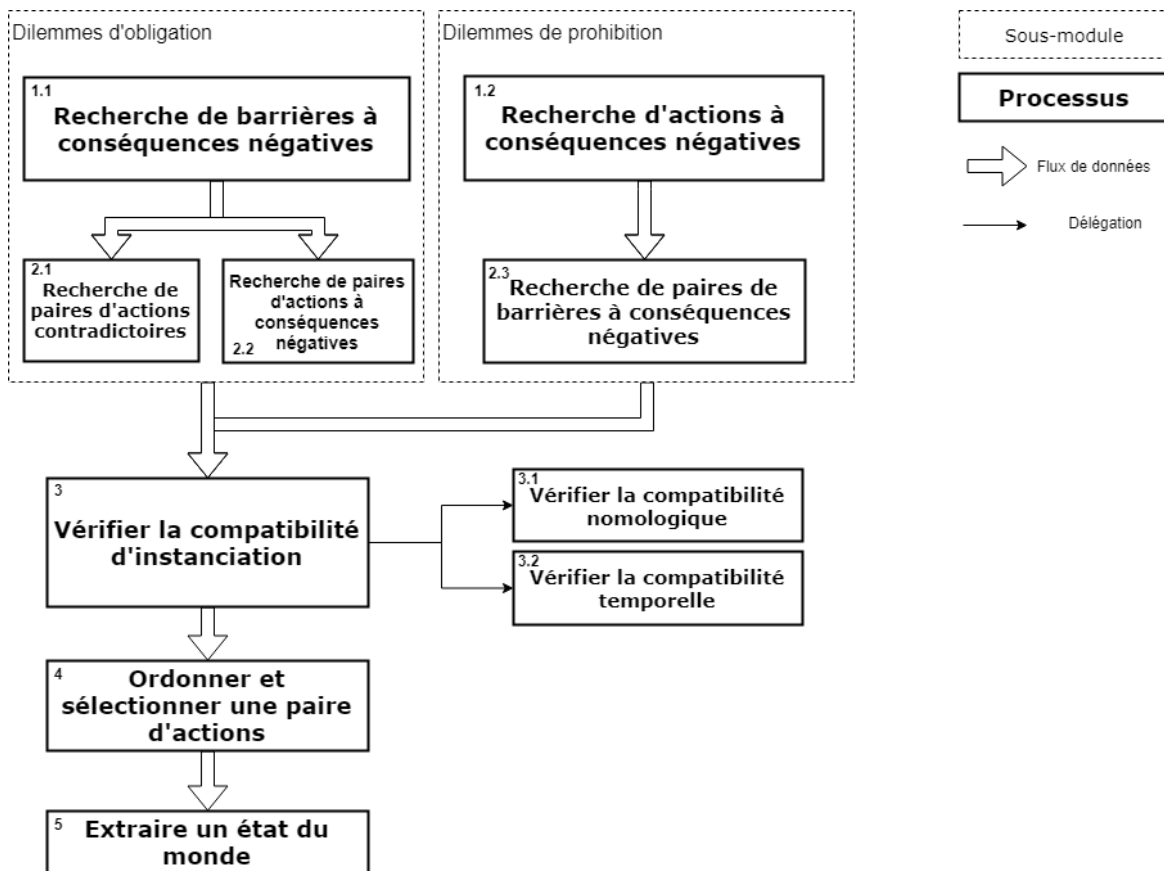 Dilemmes d'obligation
1.1
Recherche de barrières à
conséquences négatives
2.1
Recherche de
paires d'actions
contradictoires
Recherche de paires
d'actions à
conséquences
négatives
2.2
Dilemmes de prohibition
1.2
Recherche d'actions à
conséquences négatives
2.3
Recherche de paires de
barrières à conséquences
négatives
3
Vérifier la compatibilité
d'instanciation
3.1
Vérifier la compatibilité
nomologique
3.2
Vérifier la compatibilité
temporelle
4
Ordonner et
sélectionner une paire
d'actions
5
Extraire un état du
monde
Sous-module
Processus
Flux de données
Délégation